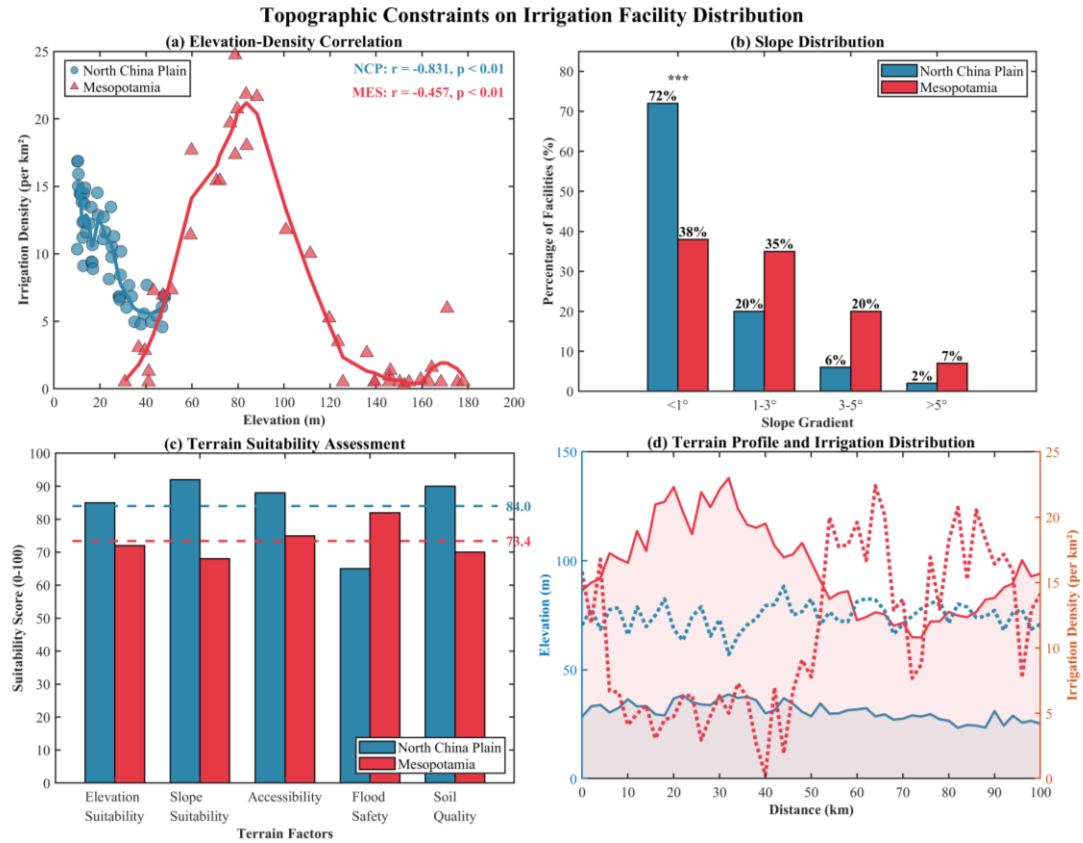 Topographic Constraints on Irrigation Facility Distribution
(a) Elevation-Density Correlation
North China Plain
Mesopotamia
NCP: r = -0.831, p < 0.01
MES: r = -0.457, p < 0.01
25
20
15
10
5
0
Irrigation Density (per km²)
0 20 40 60 80 100 120 140 160 180 200
Elevation (m)
(b) Slope Distribution
North China Plain
Mesopotamia
***
80
70
60
50
40
30
20
10
0
Percentage of Facilities (%)
72%
38%
20%
35%
6%
20%
2%
7%
<1° 1-3° 3-5° >5°
Slope Gradient
(c) Terrain Suitability Assessment
100
90
80
70
60
50
40
30
20
10
0
Suitability Score (0-100)
84.0
73.4
North China Plain
Mesopotamia
Elevation Suitability
Slope Suitability
Accessibility
Flood Safety
Soil Quality
Terrain Factors
(d) Terrain Profile and Irrigation Distribution
150
100
50
0
Elevation (m)
25
20
15
10
5
0
Irrigation Density (per km²)
0 10 20 30 40 50 60 70 80 90 100
Distance (km)